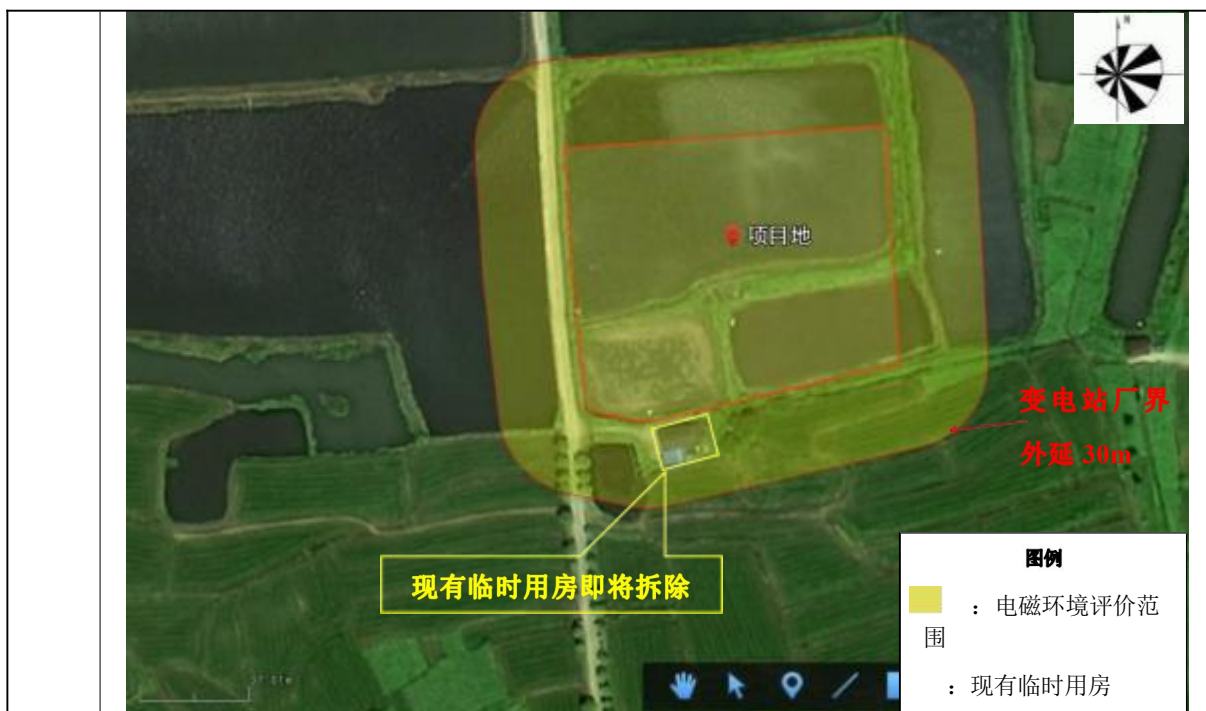 N
项目地
变电站厂界
外延 30m
现有临时用房即将拆除
图例
：电磁环境评价范
围
：现有临时用房